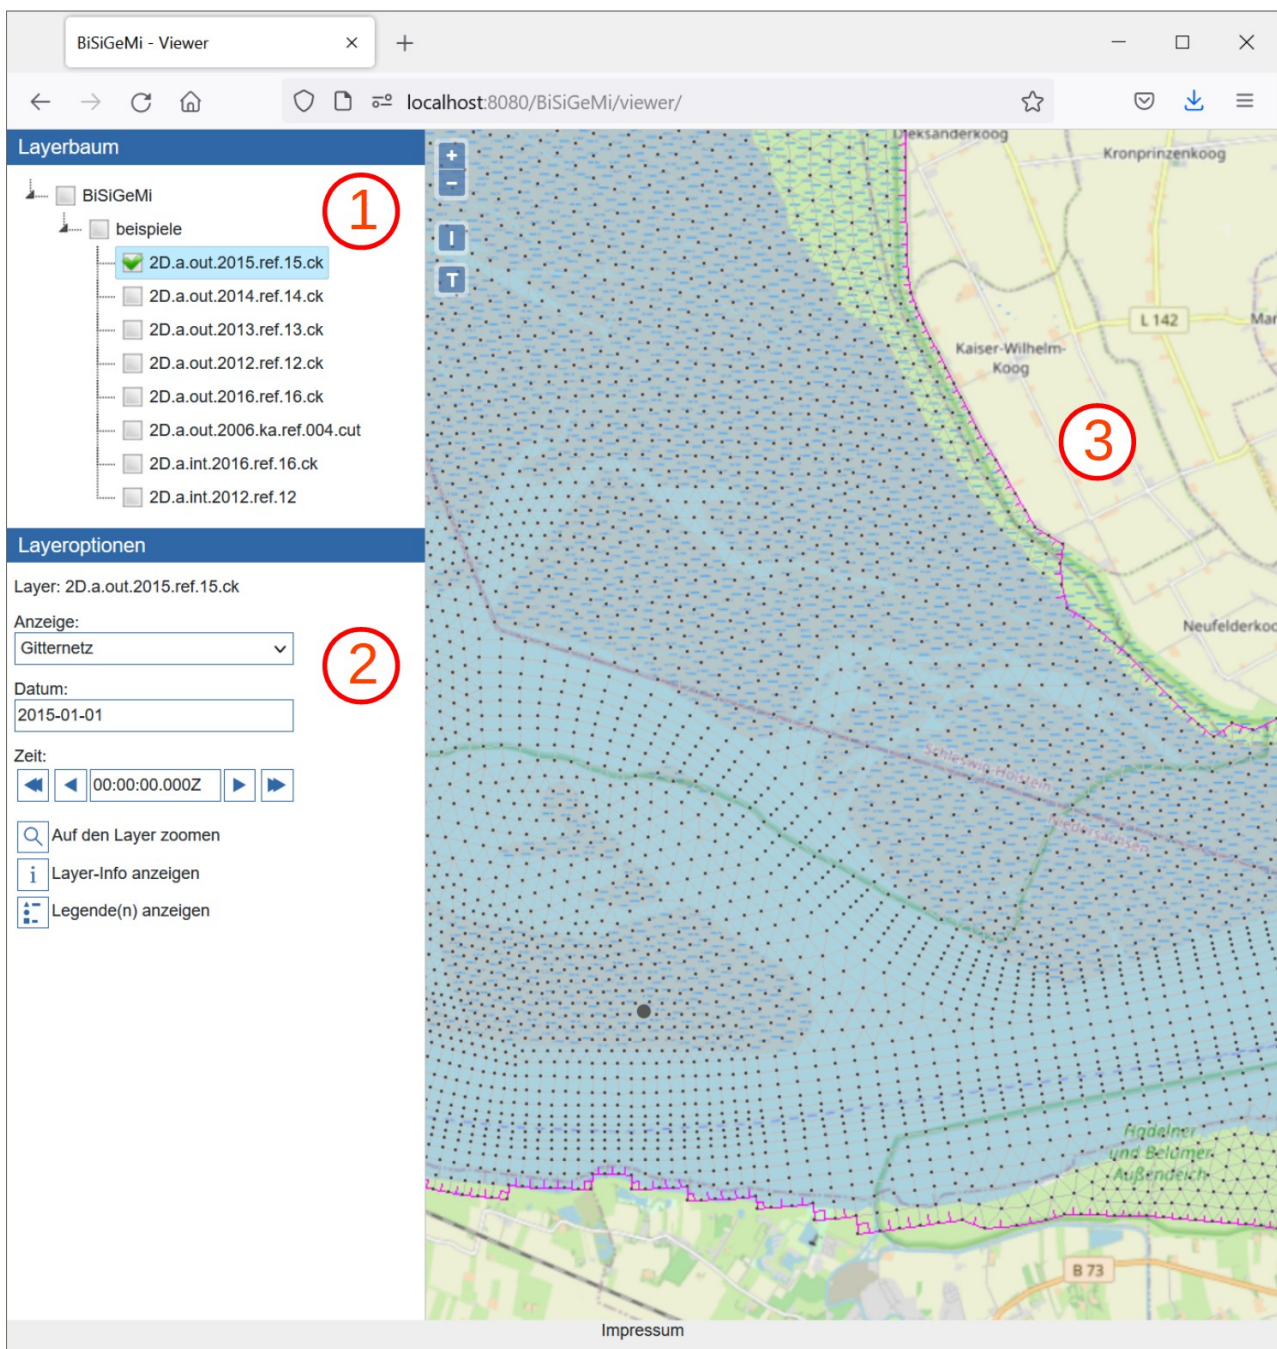 BiSiGeMi - Viewer
localhost:8080/BiSiGeMi/viewer/
Layerbaum
BiSiGeMi
beispiele
2D.a.out.2015.ref.15.ck
2D.a.out.2014.ref.14.ck
2D.a.out.2013.ref.13.ck
2D.a.out.2012.ref.12.ck
2D.a.out.2016.ref.16.ck
2D.a.out.2006.ka.ref.004.cut
2D.a.int.2016.ref.16.ck
2D.a.int.2012.ref.12
1
Layeroptionen
Layer: 2D.a.out.2015.ref.15.ck
Anzeige:
Gitternetz
Datum:
2015-01-01
Zeit:
00:00:00.000Z
Auf den Layer zoomen
i Layer-Info anzeigen
Legende(n) anzeigen
2
+
−
I
T
Dieksanderkoog
Kronprinzenkoog
L 142
Mar
Kaiser-Wilhelm-
Koog
3
Neufelderkoo
Schleswig-Holstein
Niedersachsen
Hadelner
und Belumer
Außendeich
B 73
Impressum